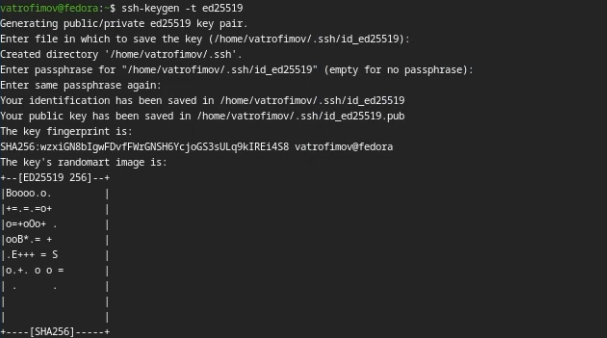 vatrofimov@fedora:~$ ssh-keygen -t ed25519
Generating public/private ed25519 key pair.
Enter file in which to save the key (/home/vatrofimov/.ssh/id_ed25519):
Created directory '/home/vatrofimov/.ssh'.
Enter passphrase for "/home/vatrofimov/.ssh/id_ed25519" (empty for no passphrase):
Enter same passphrase again:
Your identification has been saved in /home/vatrofimov/.ssh/id_ed25519
Your public key has been saved in /home/vatrofimov/.ssh/id_ed25519.pub
The key fingerprint is:
SHA256:wzxiGN8bIgwFDvfFWrGNSH6YcjoGS3sULq9kIREi4S8 vatrofimov@fedora
The key's randomart image is:
+--[ED25519 256]--+
|Boooo.o.         |
|+=.=.=o+         |
|o=+oOo+ .        |
|ooB*.= +         |
|.E+++ = S        |
|o.+. o o =       |
| .      .        |
|                 |
|                 |
+----[SHA256]-----+